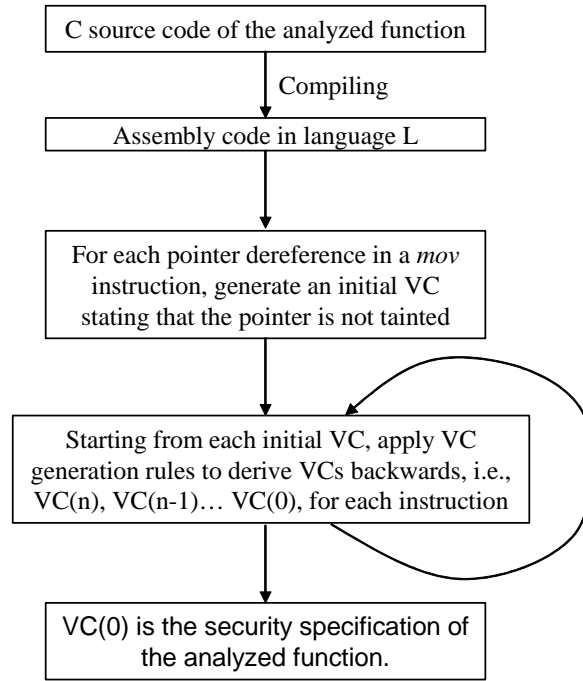 C source code of the analyzed function
Compiling
Assembly code in language L
For each pointer dereference in a mov
instruction, generate an initial VC
stating that the pointer is not tainted
Starting from each initial VC, apply VC
generation rules to derive VCs backwards, i.e.,
VC(n), VC(n-1)… VC(0), for each instruction
VC(0) is the security specification of
the analyzed function.